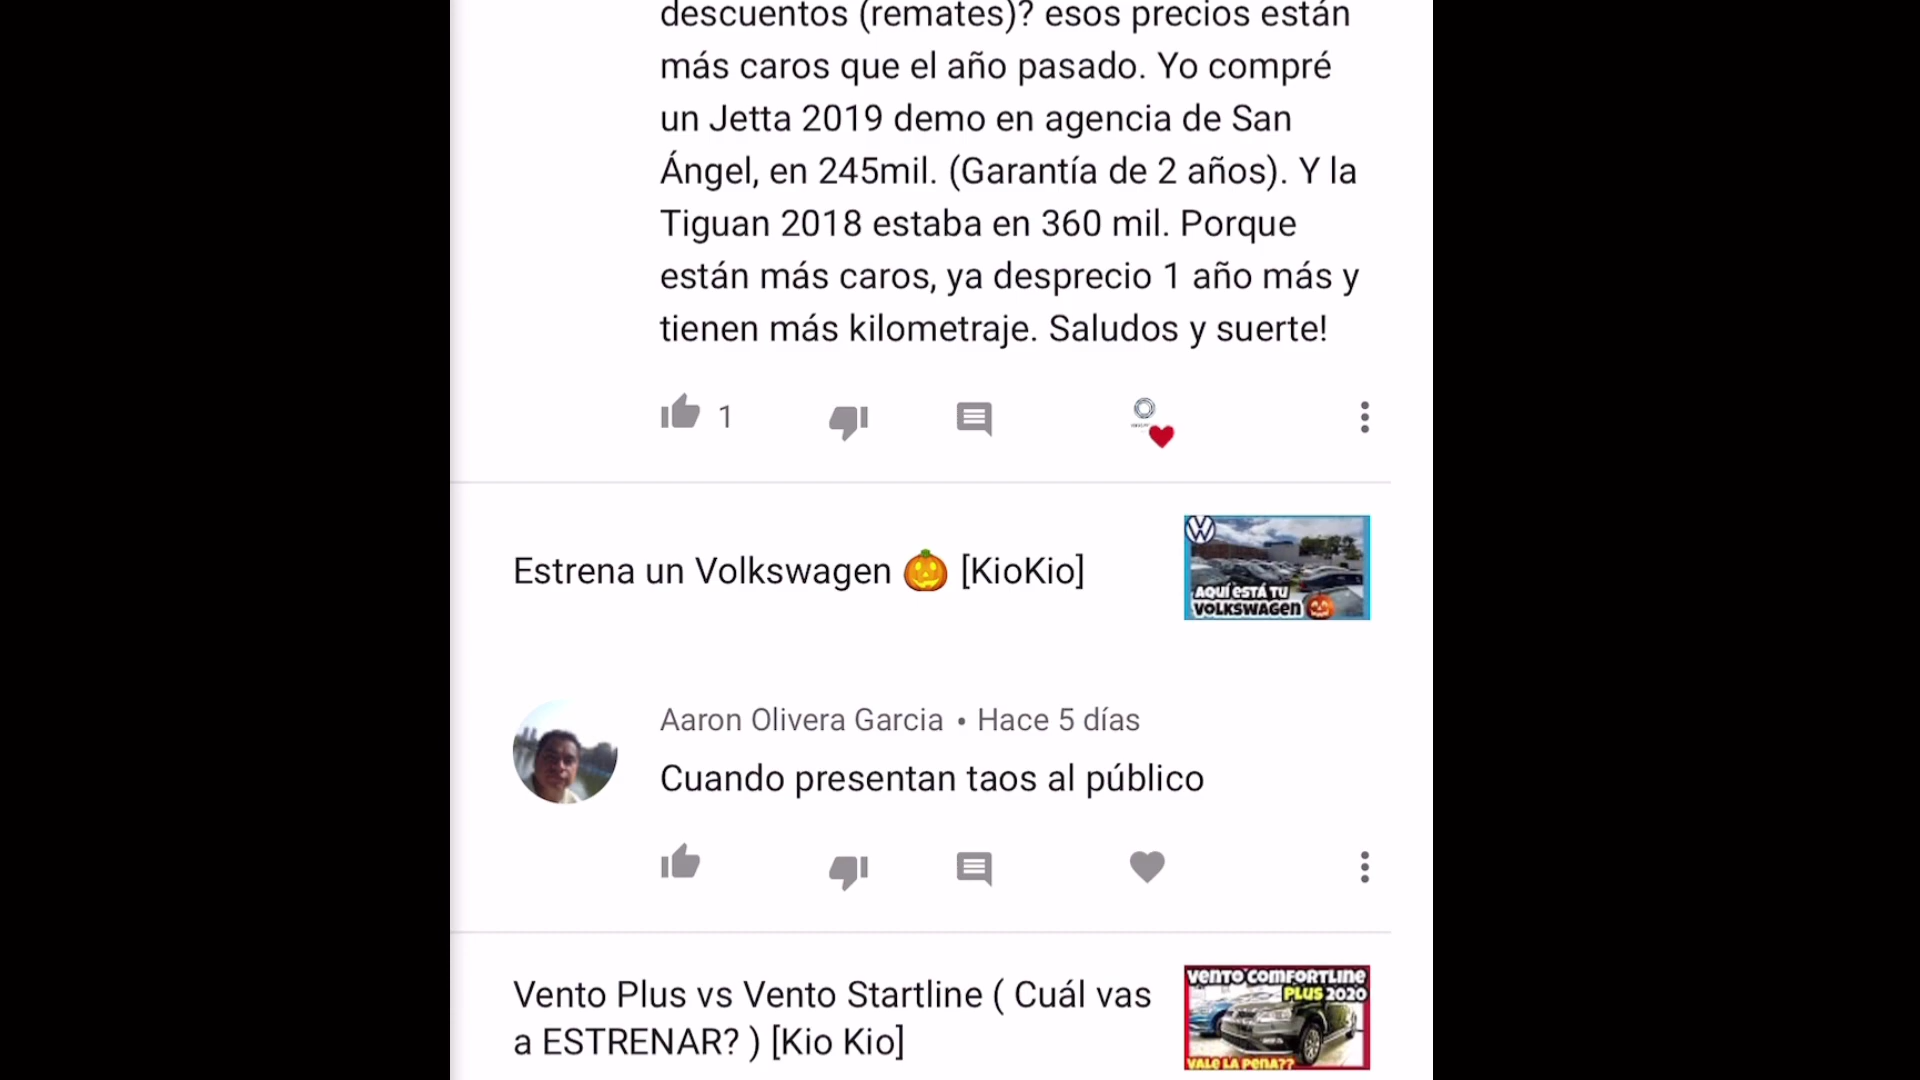 descuentos (remates)? esos precios están
más caros que el año pasado. Yo compré
un Jetta 2019 demo en agencia de San
Ángel, en 245mil. (Garantía de 2 años). Y la
Tiguan 2018 estaba en 360 mil. Porque
están más caros, ya desprecio 1 año más y
tienen más kilometraje. Saludos y suerte!
1
Estrena un Volkswagen 🎃 [KioKio]
AQUÍ ESTÁ TU
VOLKSWAGEN 🎃
Aaron Olivera Garcia • Hace 5 días
Cuando presentan taos al público
Vento Plus vs Vento Startline ( Cuál vas
a ESTRENAR? ) [Kio Kio]
VENTO COMFORTLINE
PLUS 2020
VALE LA PENA??